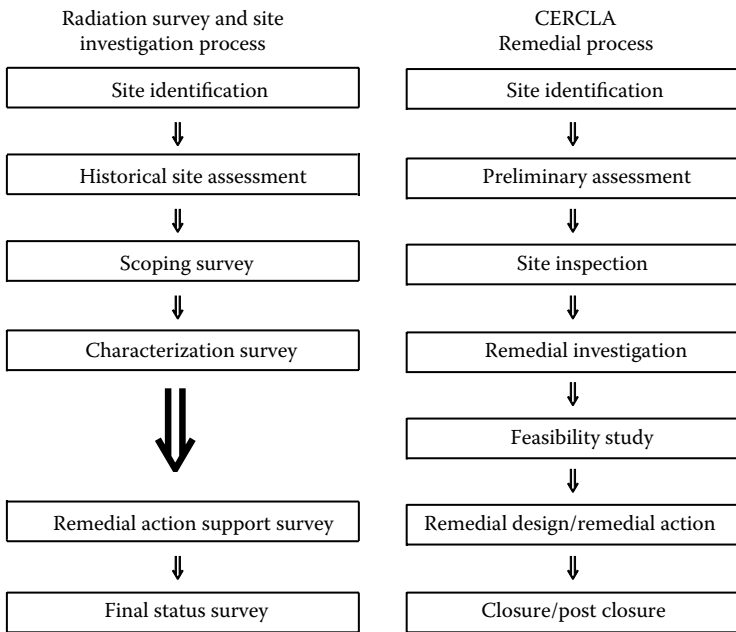 Radiation survey and site
investigation process
Site identification
Historical site assessment
Scoping survey
Characterization survey
Remedial action support survey
Final status survey
CERCLA
Remedial process
Site identification
Preliminary assessment
Site inspection
Remedial investigation
Feasibility study
Remedial design/remedial action
Closure/post closure